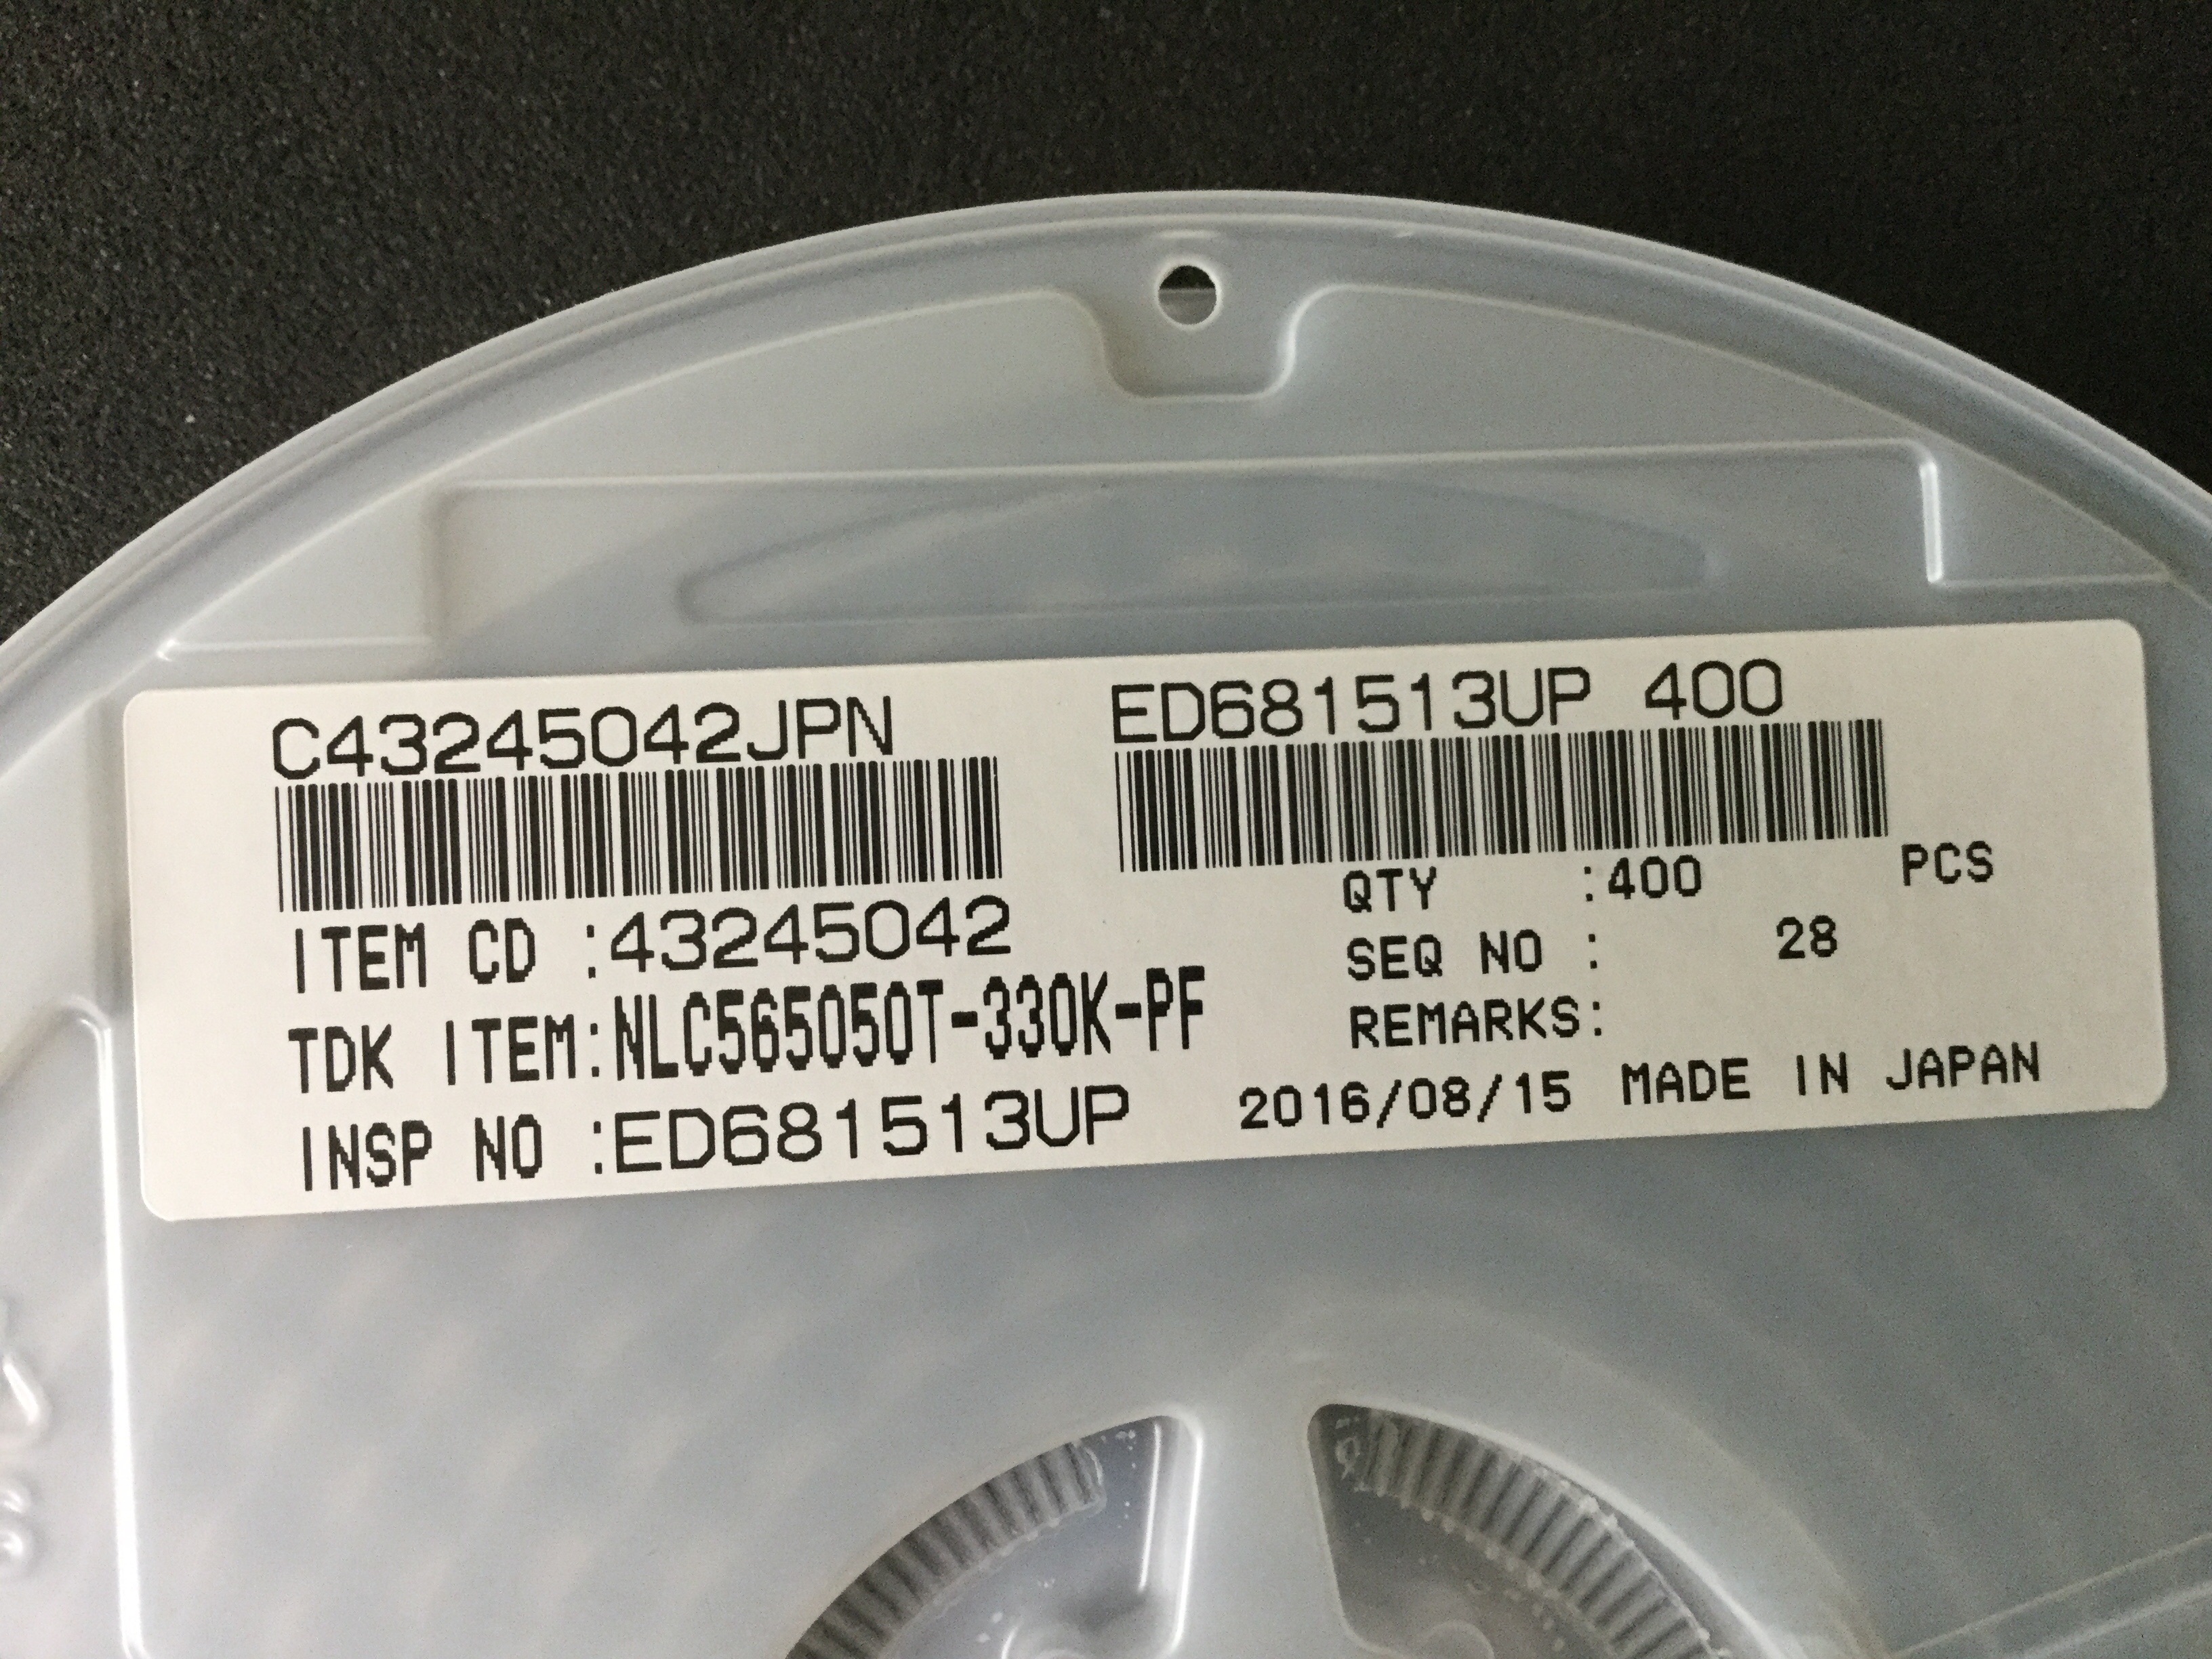 C43245042JPN
ED681513UP 400
ITEM CD :43245042
TDK ITEM:NLC565050T-330K-PF
INSP NO :ED681513UP
QTY :400 PCS
SEQ NO : 28
REMARKS:
2016/08/15 MADE IN JAPAN